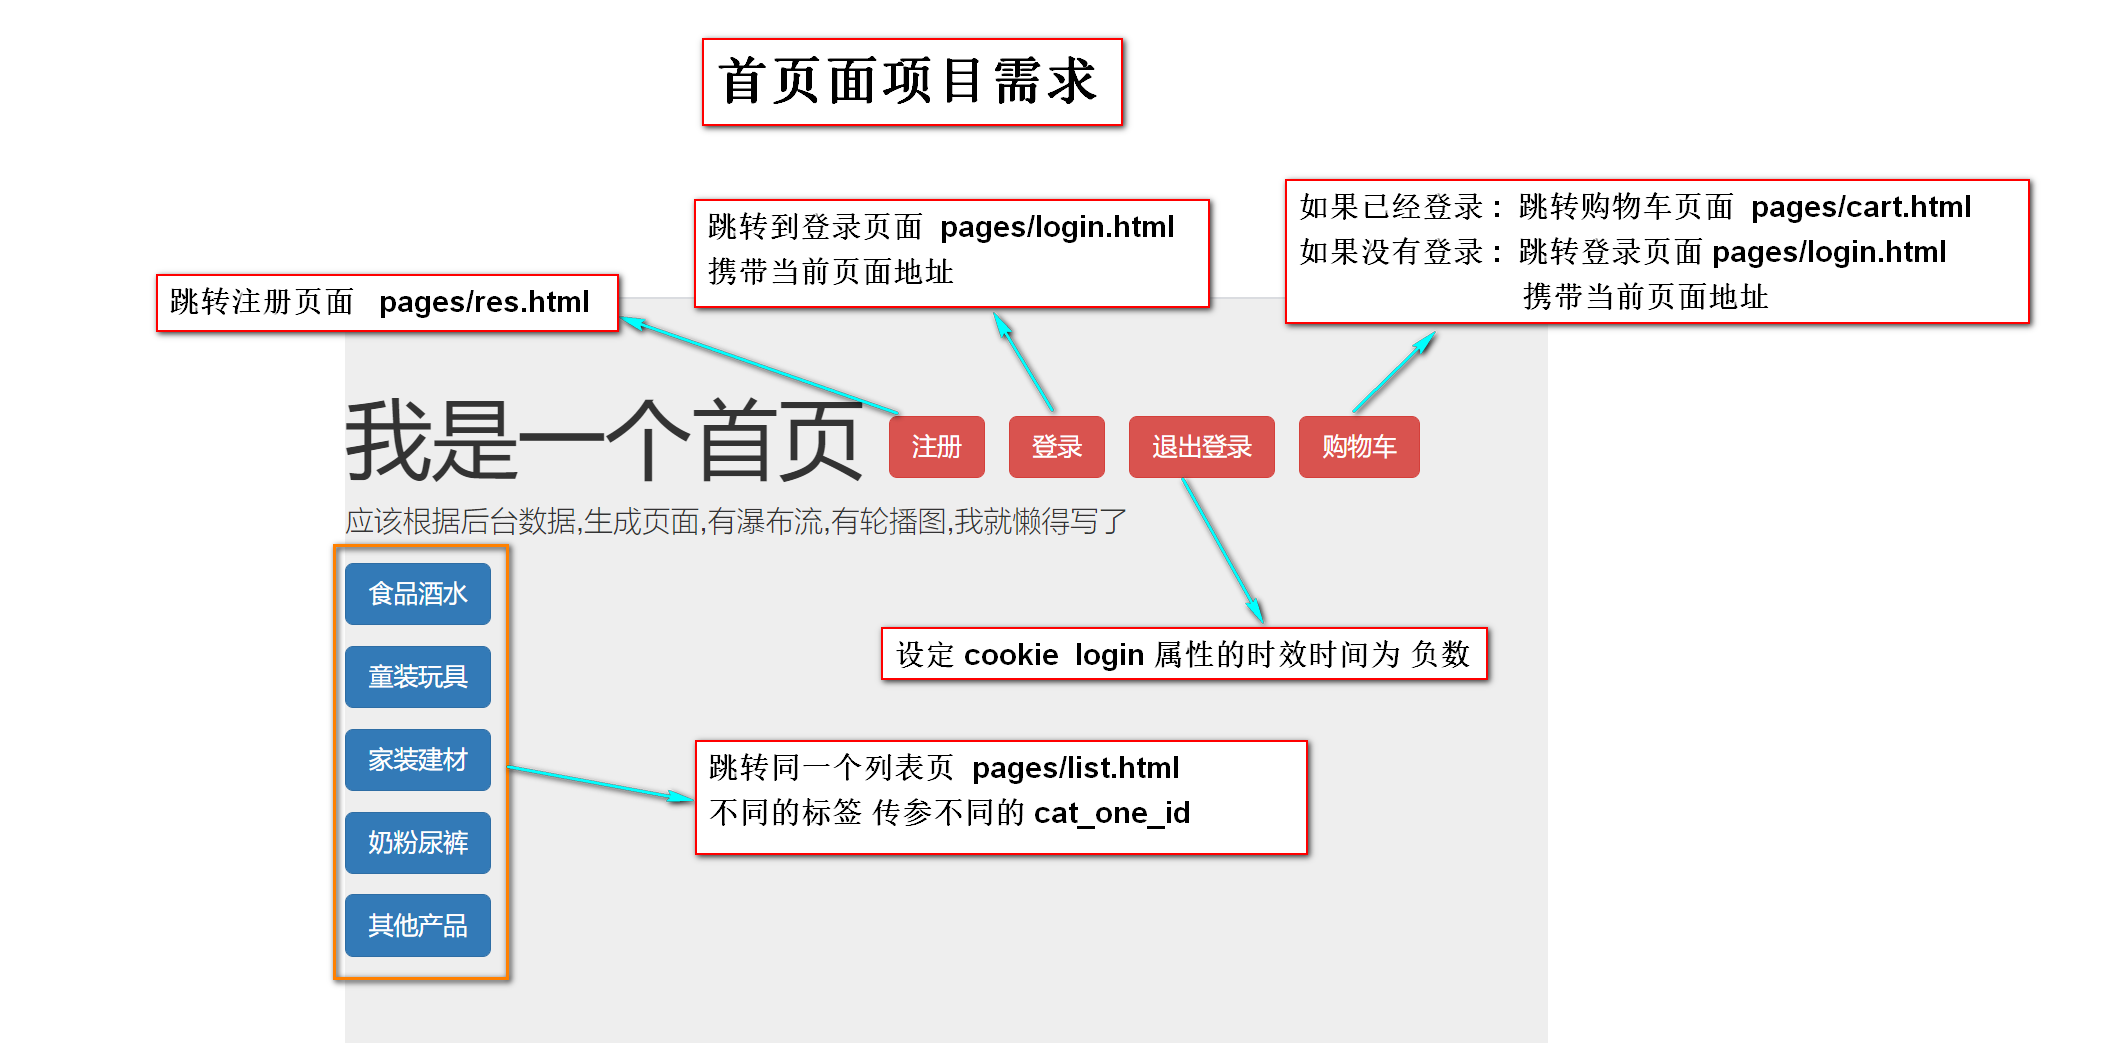 首页面项目需求
如果已经登录： 跳转购物车页面 pages/cart.html
如果没有登录： 跳转登录页面 pages/login.html
携带当前页面地址
跳转到登录页面 pages/login.html
携带当前页面地址
跳转注册页面 pages/res.html
我是一个首页 注册 登录 退出登录 购物车
应该根据后台数据,生成页面,有瀑布流,有轮播图,我就懒得写了
食品酒水
童装玩具
家装建材
奶粉尿裤
其他产品
设定 cookie login 属性的时效时间为 负数
跳转同一个列表页 pages/list.html
不同的标签 传参不同的 cat_one_id